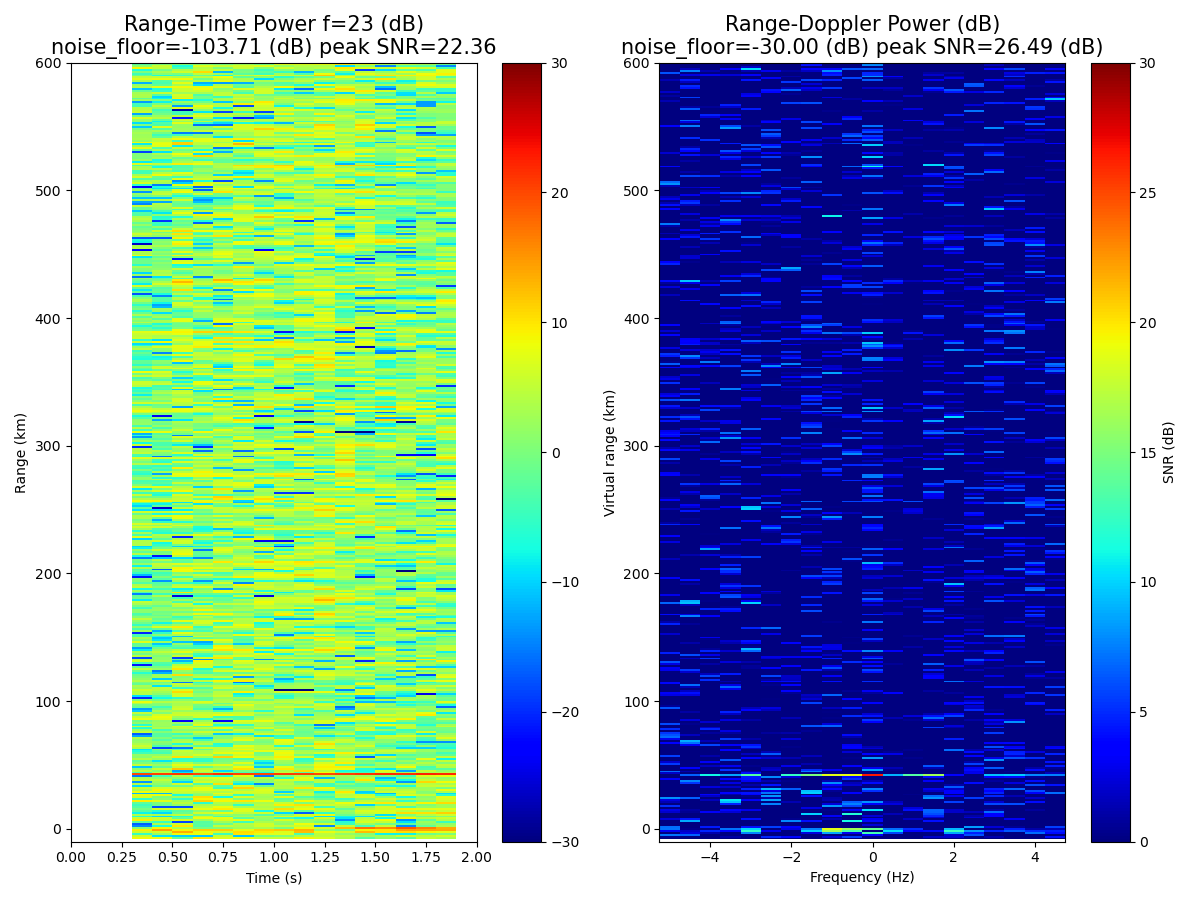 Range-Time Power f=23 (dB)
noise_floor=-103.71 (dB) peak SNR=22.36
600
500
400
300
200
100
0
Range (km)
0.00 0.25 0.50 0.75 1.00 1.25 1.50 1.75 2.00
Time (s)
30
20
10
0
−10
−20
−30
Range-Doppler Power (dB)
noise_floor=-30.00 (dB) peak SNR=26.49 (dB)
600
500
400
300
200
100
0
Virtual range (km)
−4 −2 0 2 4
Frequency (Hz)
30
25
20
15
10
5
0
SNR (dB)